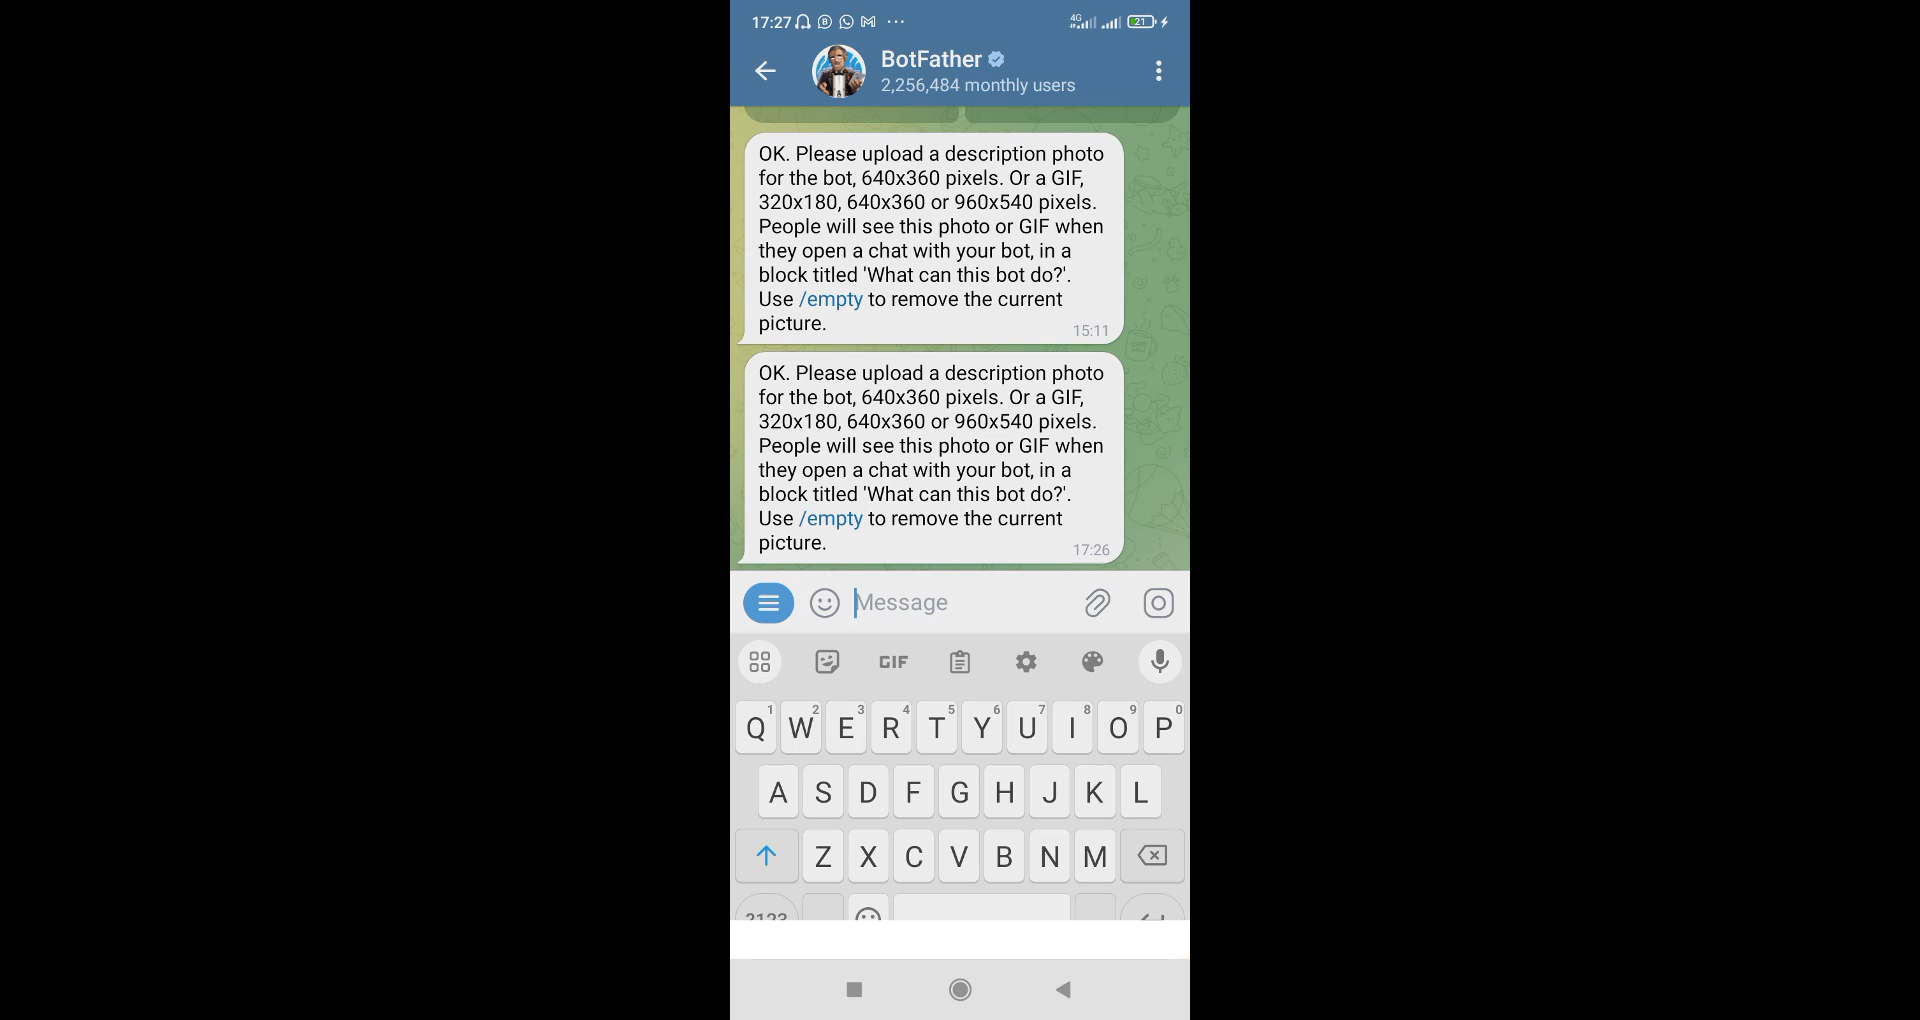 17:27
4G
21
BotFather
2,256,484 monthly users
OK. Please upload a description photo
for the bot, 640x360 pixels. Or a GIF,
320x180, 640x360 or 960x540 pixels.
People will see this photo or GIF when
they open a chat with your bot, in a
block titled 'What can this bot do?'.
Use /empty to remove the current
picture.
15:11
OK. Please upload a description photo
for the bot, 640x360 pixels. Or a GIF,
320x180, 640x360 or 960x540 pixels.
People will see this photo or GIF when
they open a chat with your bot, in a
block titled 'What can this bot do?'.
Use /empty to remove the current
picture.
17:26
Message
GIF
1 2 3 4 5 6 7 8 9 0
Q W E R T Y U I O P
A S D F G H J K L
Z X C V B N M
?123